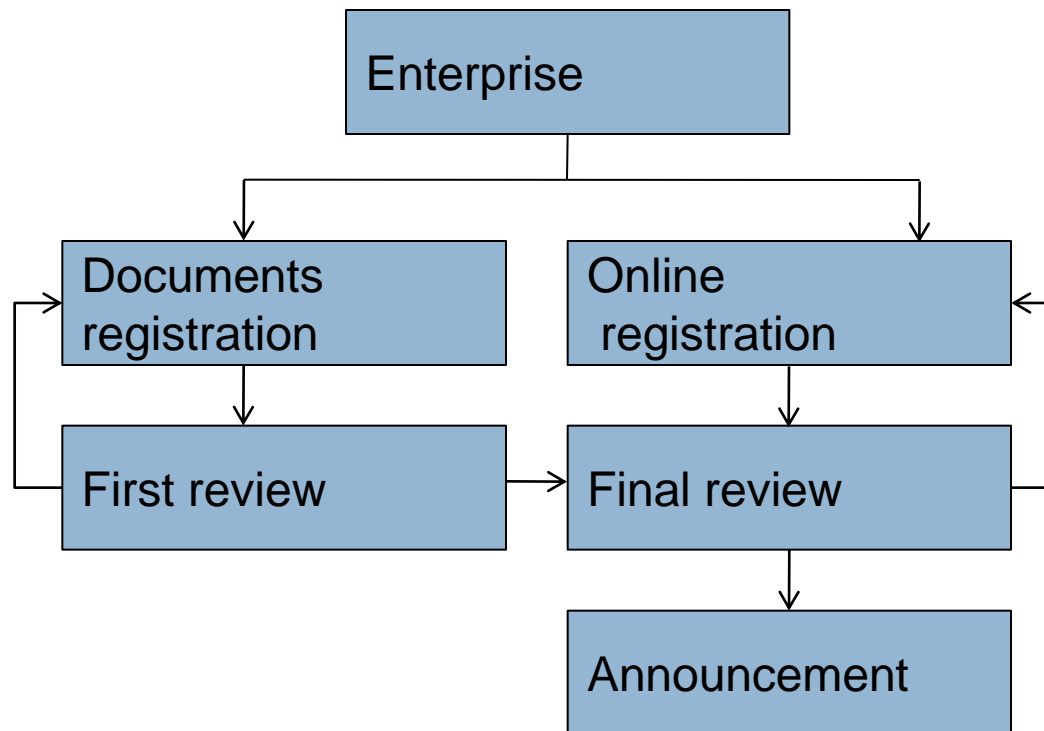 Enterprise
Documents
registration
Online
registration
First review
Final review
Announcement